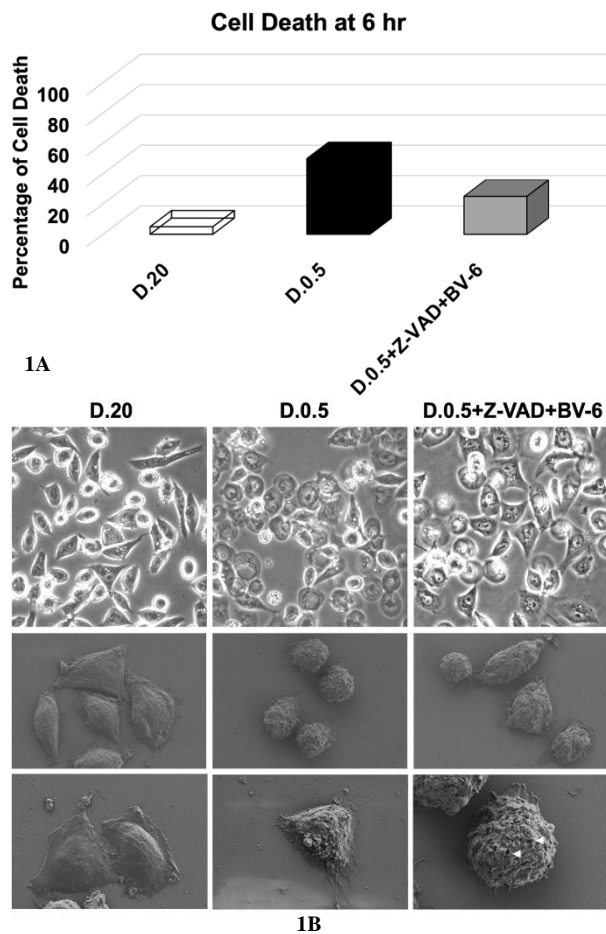 Cell Death at 6 hr
Percentage of Cell Death
100
80
60
40
20
0
D.20
D.0.5
D.0.5+Z-VAD+BV-6
1A
D.20
D.0.5
D.0.5+Z-VAD+BV-6
1B